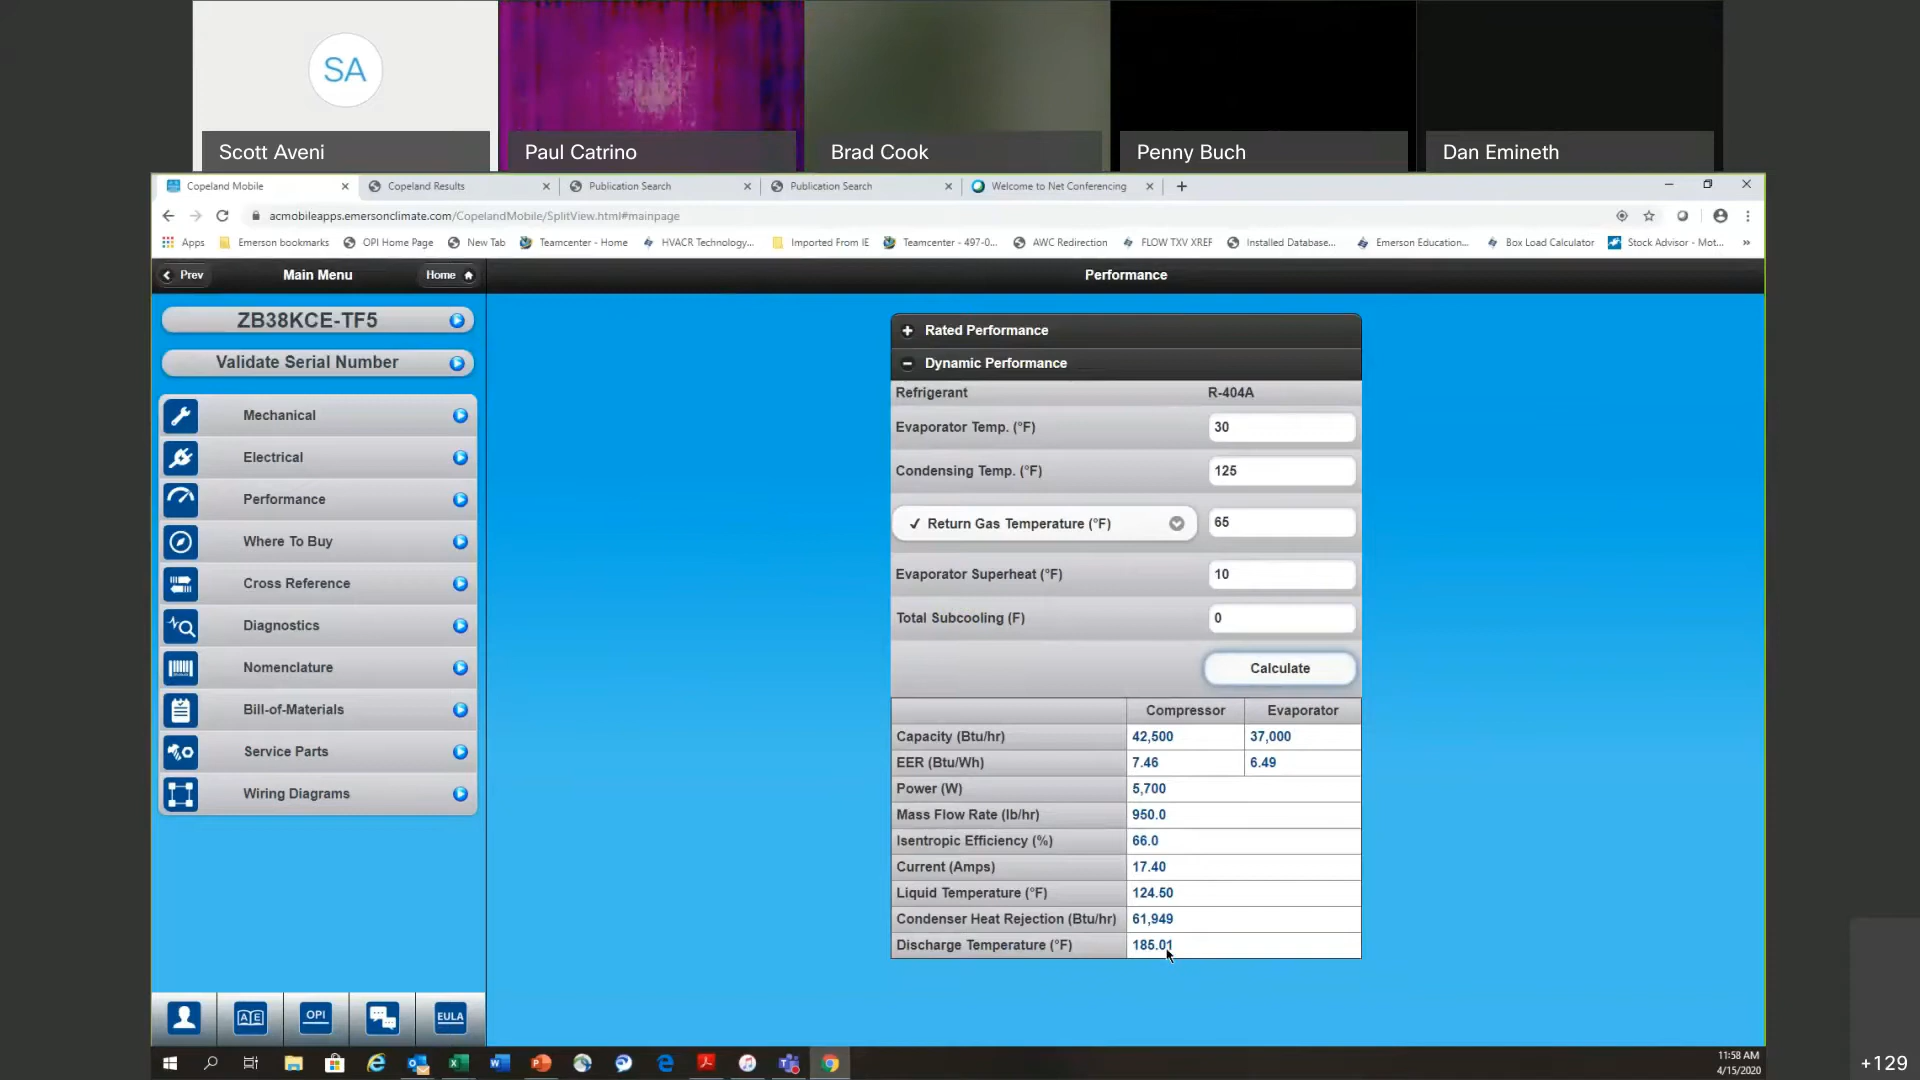 SA
Scott Aveni
Paul Catrino
Brad Cook
Penny Buch
Dan Emineth
Copeland Mobile
Copeland Results
Publication Search
Publication Search
Welcome to Net Conferencing
acmobileapps.emersonclimate.com/CopelandMobile/SplitView.html#mainpage
Apps
Emerson bookmarks
OPI Home Page
New Tab
Teamcenter - Home
HVACR Technology...
Imported From IE
Teamcenter - 497-0...
AWC Redirection
FLOW TXV XREF
Installed Database...
Emerson Education...
Box Load Calculator
Stock Advisor - Mot...
»
Prev
Main Menu
Home
Performance
ZB38KCE-TF5
Validate Serial Number
Mechanical
Electrical
Performance
Where To Buy
Cross Reference
Diagnostics
Nomenclature
Bill-of-Materials
Service Parts
Wiring Diagrams
AE
OPI
EULA
Rated Performance
Dynamic Performance
Refrigerant R-404A
Evaporator Temp. (°F) 30
Condensing Temp. (°F) 125
✓ Return Gas Temperature (°F) 65
Evaporator Superheat (°F) 10
Total Subcooling (F) 0
Calculate
Compressor Evaporator
Capacity (Btu/hr) 42,500 37,000
EER (Btu/Wh) 7.46 6.49
Power (W) 5,700
Mass Flow Rate (lb/hr) 950.0
Isentropic Efficiency (%) 66.0
Current (Amps) 17.40
Liquid Temperature (°F) 124.50
Condenser Heat Rejection (Btu/hr) 61,949
Discharge Temperature (°F) 185.01
11:58 AM
4/15/2020
+129